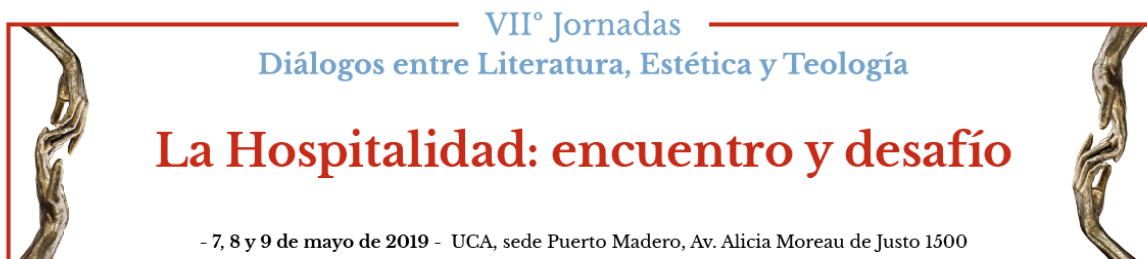 VIIº Jornadas
Diálogos entre Literatura, Estética y Teología
La Hospitalidad: encuentro y desafío
- 7, 8 y 9 de mayo de 2019 - UCA, sede Puerto Madero, Av. Alicia Moreau de Justo 1500